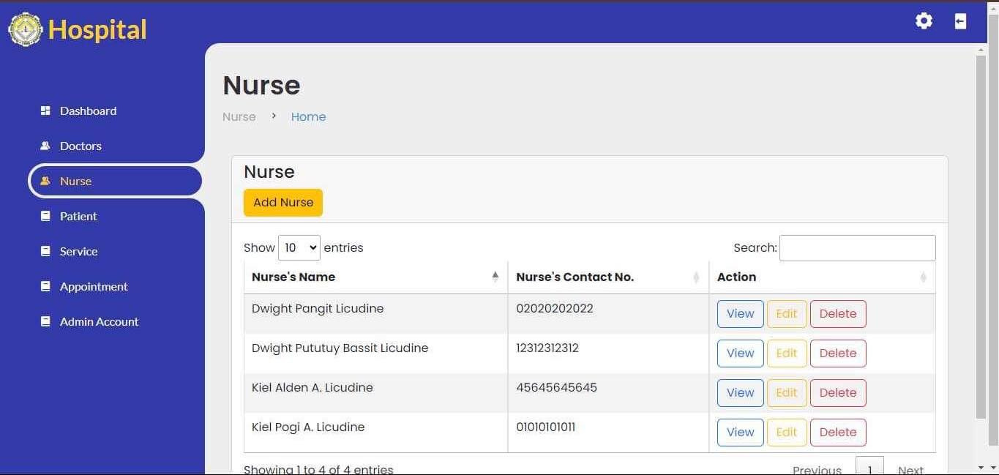 Hospital
Nurse
Nurse > Home
Dashboard
Doctors
Nurse
Patient
Service
Appointment
Admin Account
Nurse
Add Nurse
Show 10 entries
Search:
Nurse's Name Nurse's Contact No. Action
Dwight Pangit Licudine 02020202022 View Edit Delete
Dwight Pututuy Bassit Licudine 12312312312 View Edit Delete
Kiel Alden A. Licudine 45645645645 View Edit Delete
Kiel Pogi A. Licudine 01010101011 View Edit Delete
Showing 1 to 4 of 4 entries
Previous 1 Next